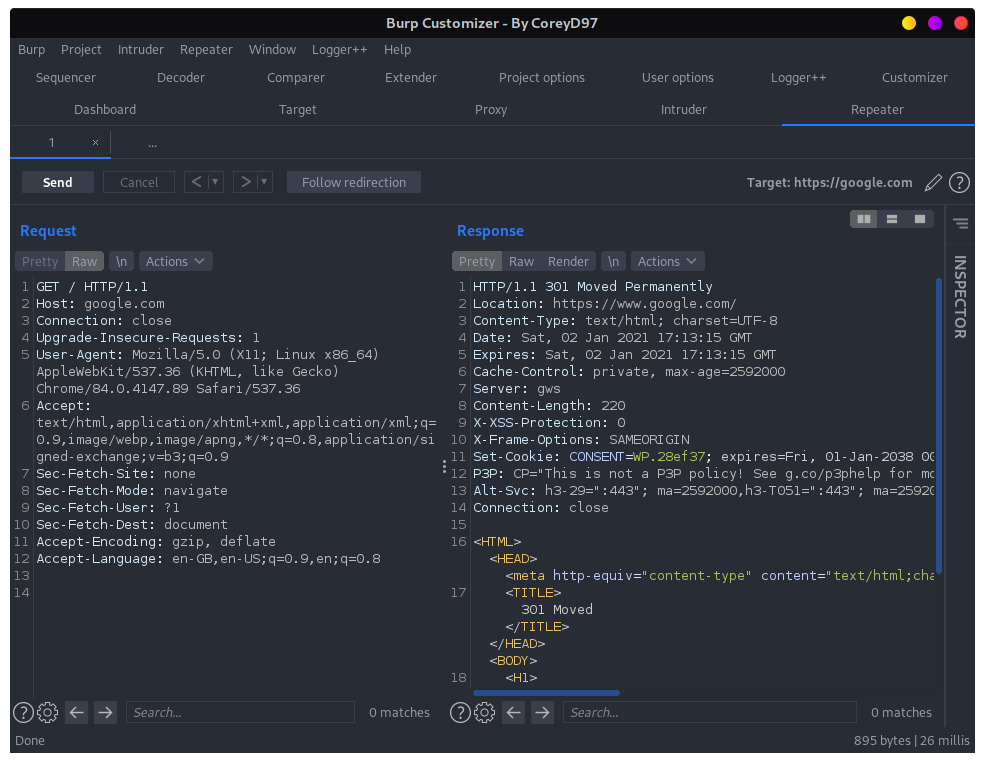 Burp Customizer - By CoreyD97
Burp Project Intruder Repeater Window Logger++ Help
Sequencer Decoder Comparer Extender Project options User options Logger++ Customizer
Dashboard Target Proxy Intruder Repeater
1 × ...
Send Cancel < ▾ > ▾ Follow redirection Target: https://google.com ?
Request
Pretty Raw \n Actions
1 GET / HTTP/1.1
2 Host: google.com
3 Connection: close
4 Upgrade-Insecure-Requests: 1
5 User-Agent: Mozilla/5.0 (X11; Linux x86_64)
AppleWebKit/537.36 (KHTML, like Gecko)
Chrome/84.0.4147.89 Safari/537.36
6 Accept:
text/html,application/xhtml+xml,application/xml;q=
0.9,image/webp,image/apng,*/*;q=0.8,application/si
gned-exchange;v=b3;q=0.9
7 Sec-Fetch-Site: none
8 Sec-Fetch-Mode: navigate
9 Sec-Fetch-User: ?1
10 Sec-Fetch-Dest: document
11 Accept-Encoding: gzip, deflate
12 Accept-Language: en-GB,en-US;q=0.9,en;q=0.8
13
14
? Search... 0 matches
Response
Pretty Raw Render \n Actions
1 HTTP/1.1 301 Moved Permanently
2 Location: https://www.google.com/
3 Content-Type: text/html; charset=UTF-8
4 Date: Sat, 02 Jan 2021 17:13:15 GMT
5 Expires: Sat, 02 Jan 2021 17:13:15 GMT
6 Cache-Control: private, max-age=2592000
7 Server: gws
8 Content-Length: 220
9 X-XSS-Protection: 0
10 X-Frame-Options: SAMEORIGIN
11 Set-Cookie: CONSENT=WP.28ef37; expires=Fri, 01-Jan-2038 00
12 P3P: CP="This is not a P3P policy! See g.co/p3phelp for mo
13 Alt-Svc: h3-29=":443"; ma=2592000,h3-T051=":443"; ma=25920
14 Connection: close
15
16 <HTML>
<HEAD>
<meta http-equiv="content-type" content="text/html;cha
17 <TITLE>
301 Moved
</TITLE>
</HEAD>
<BODY>
18 <H1>
? Search... 0 matches
INSPECTOR
Done 895 bytes | 26 millis